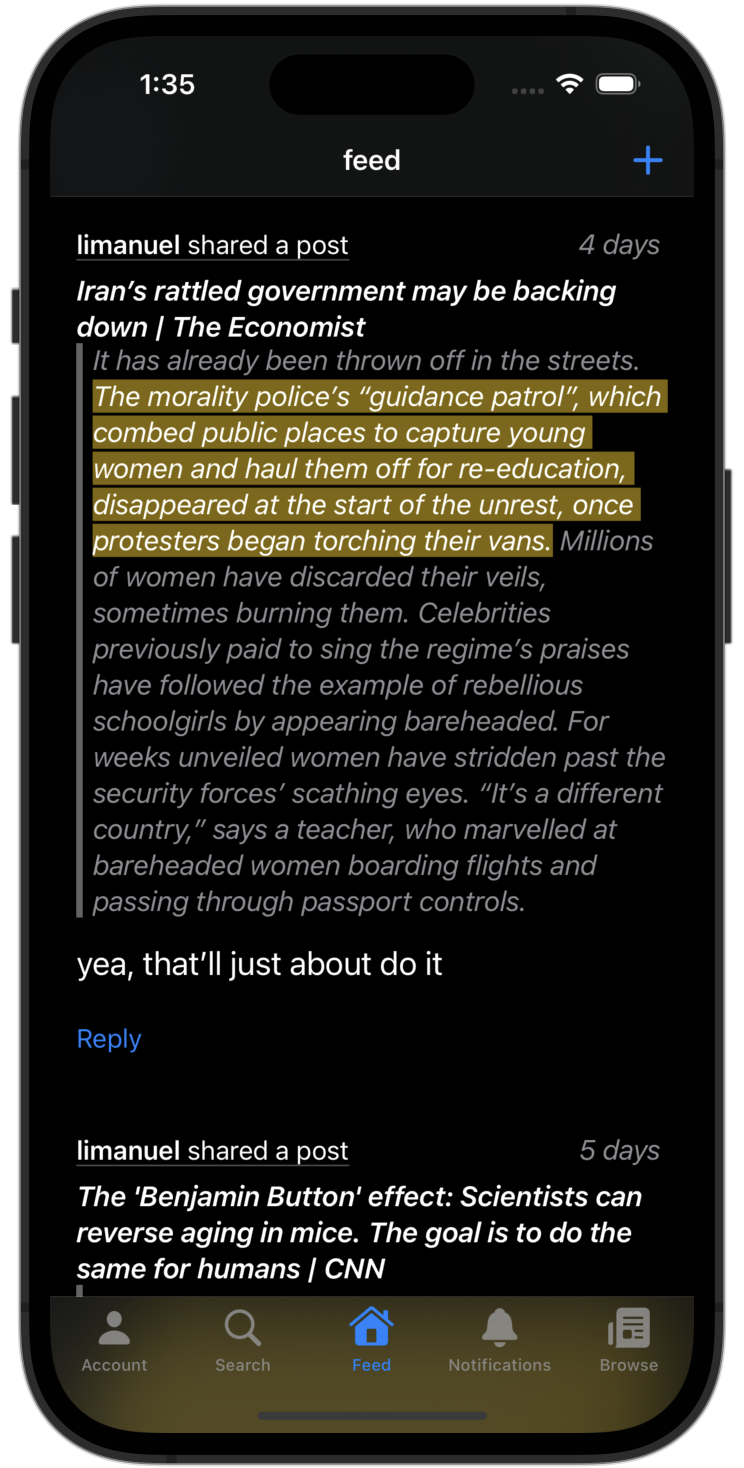 1:35
feed
limanuel shared a post 4 days
Iran’s rattled government may be backing
down | The Economist
It has already been thrown off in the streets.
The morality police’s “guidance patrol”, which
combed public places to capture young
women and haul them off for re-education,
disappeared at the start of the unrest, once
protesters began torching their vans. Millions
of women have discarded their veils,
sometimes burning them. Celebrities
previously paid to sing the regime’s praises
have followed the example of rebellious
schoolgirls by appearing bareheaded. For
weeks unveiled women have stridden past the
security forces’ scathing eyes. “It’s a different
country,” says a teacher, who marvelled at
bareheaded women boarding flights and
passing through passport controls.
yea, that’ll just about do it
Reply
limanuel shared a post 5 days
The 'Benjamin Button' effect: Scientists can
reverse aging in mice. The goal is to do the
same for humans | CNN
Account Search Feed Notifications Browse